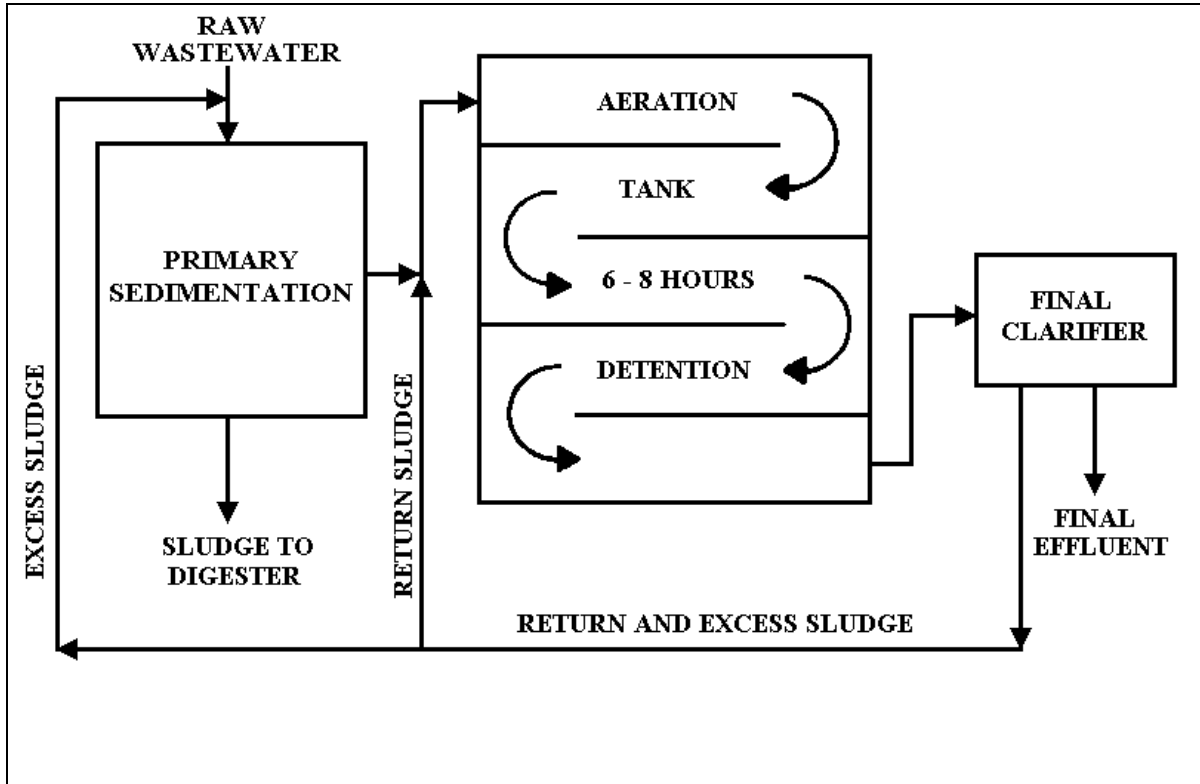 RAW
WASTEWATER
AERATION
TANK
6 - 8 HOURS
DETENTION
PRIMARY
SEDIMENTATION
FINAL
CLARIFIER
EXCESS SLUDGE
RETURN SLUDGE
SLUDGE TO
DIGESTER
FINAL
EFFLUENT
RETURN AND EXCESS SLUDGE